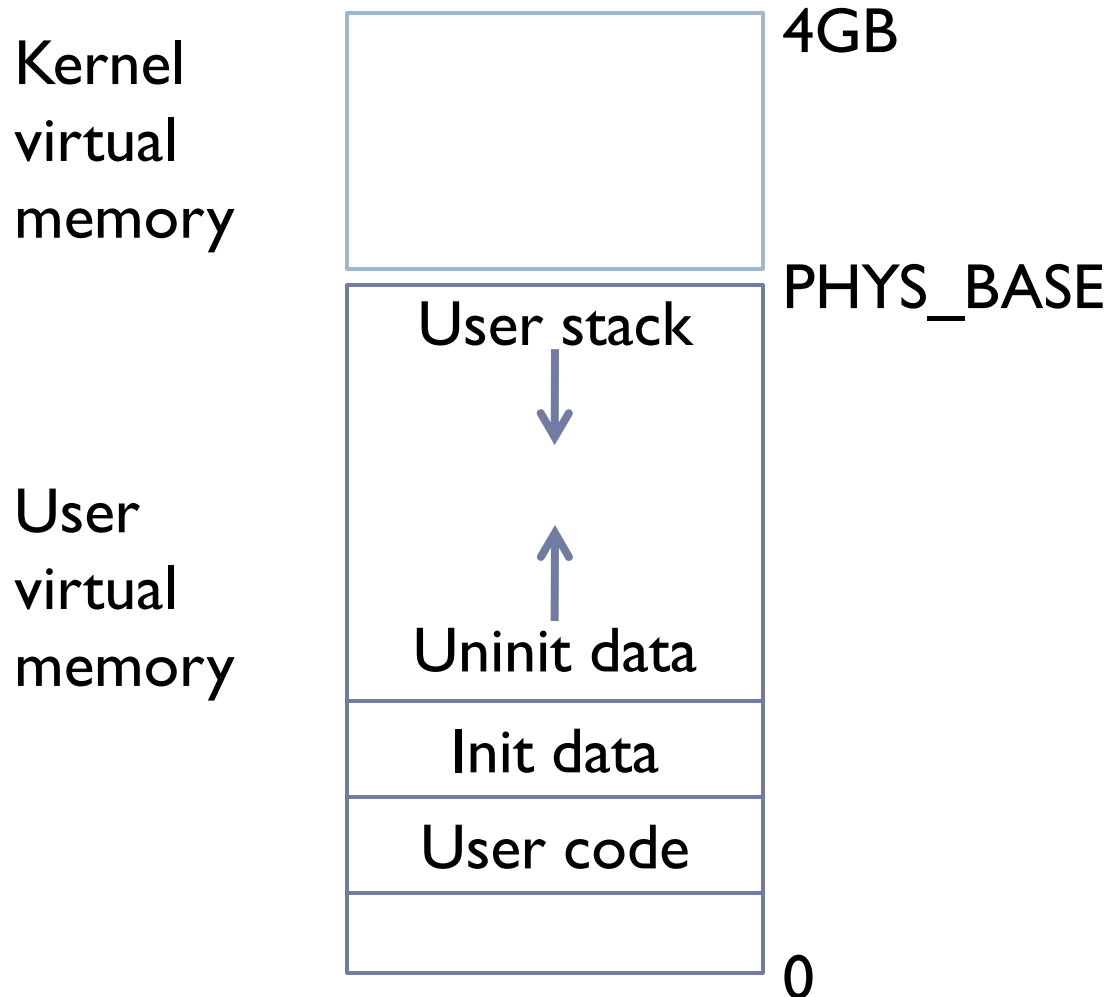 4GB
Kernel
virtual
memory
PHYS_BASE
User stack
User
virtual
memory
Uninit data
Init data
User code
0